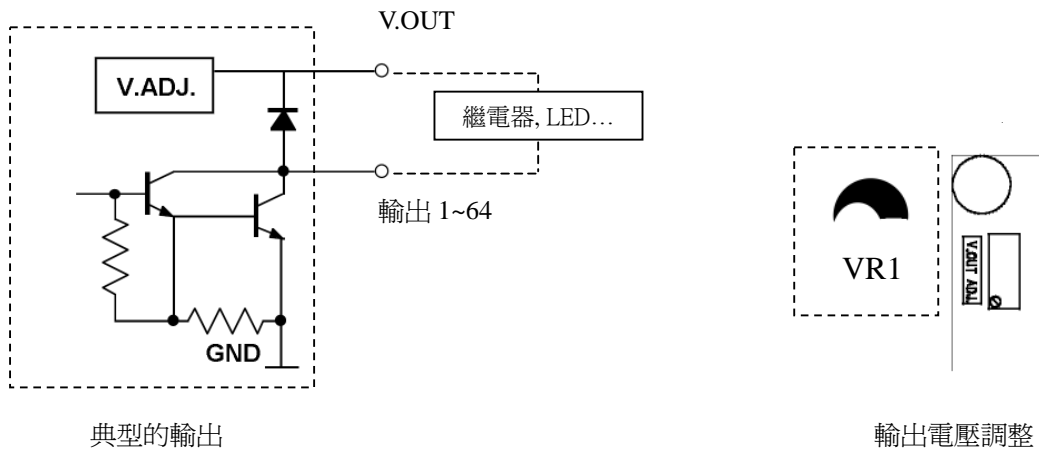 V.OUT
V.ADJ.
繼電器, LED…
輸出 1~64
GND
典型的輸出
VR1
V.OUT ADJ.
輸出電壓調整